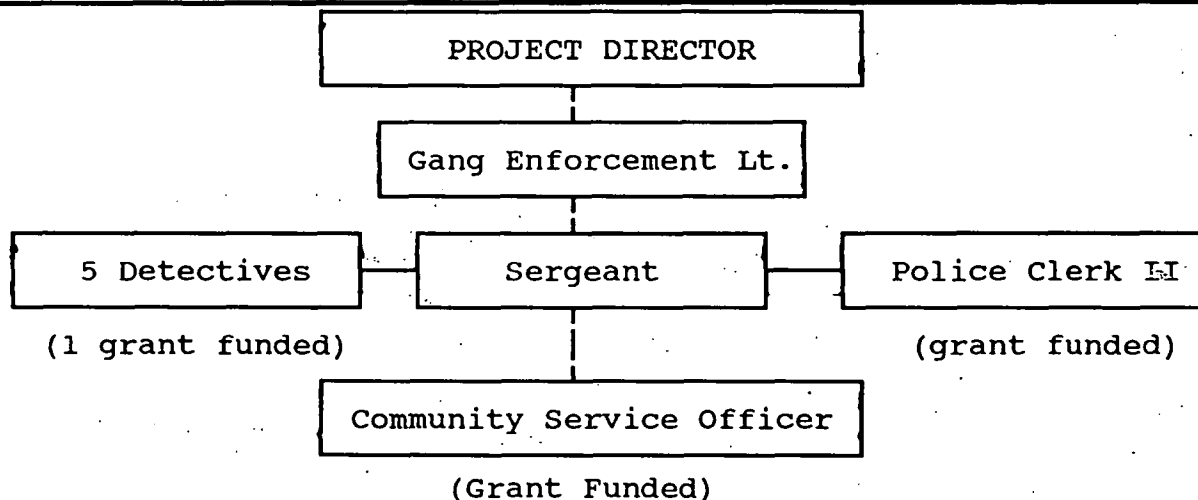 PROJECT DIRECTOR
Gang Enforcement Lt.
5 Detectives
Sergeant
Police Clerk II
(1 grant funded)
(grant funded)
Community Service Officer
(Grant Funded)